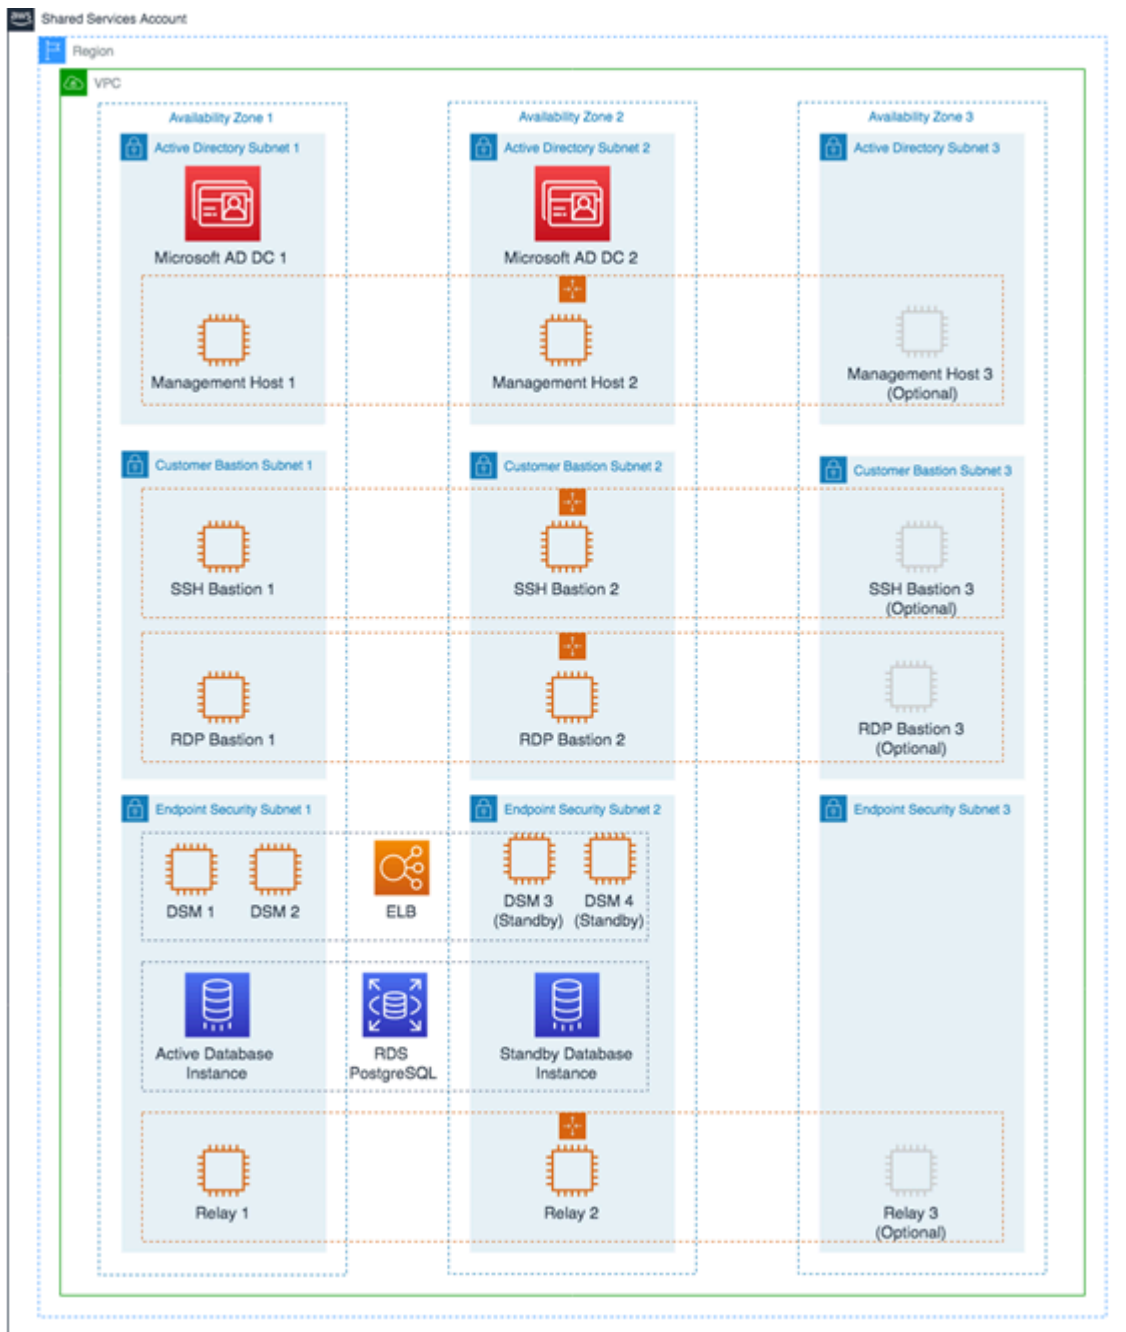 aws
Shared Services Account
Region
VPC
Availability Zone 1
Availability Zone 2
Availability Zone 3
Active Directory Subnet 1
Active Directory Subnet 2
Active Directory Subnet 3
Microsoft AD DC 1
Microsoft AD DC 2
Management Host 1
Management Host 2
Management Host 3
(Optional)
Customer Bastion Subnet 1
Customer Bastion Subnet 2
Customer Bastion Subnet 3
SSH Bastion 1
SSH Bastion 2
SSH Bastion 3
(Optional)
RDP Bastion 1
RDP Bastion 2
RDP Bastion 3
(Optional)
Endpoint Security Subnet 1
Endpoint Security Subnet 2
Endpoint Security Subnet 3
DSM 1
DSM 2
ELB
DSM 3
(Standby)
DSM 4
(Standby)
Active Database
Instance
RDS
PostgreSQL
Standby Database
Instance
Relay 1
Relay 2
Relay 3
(Optional)